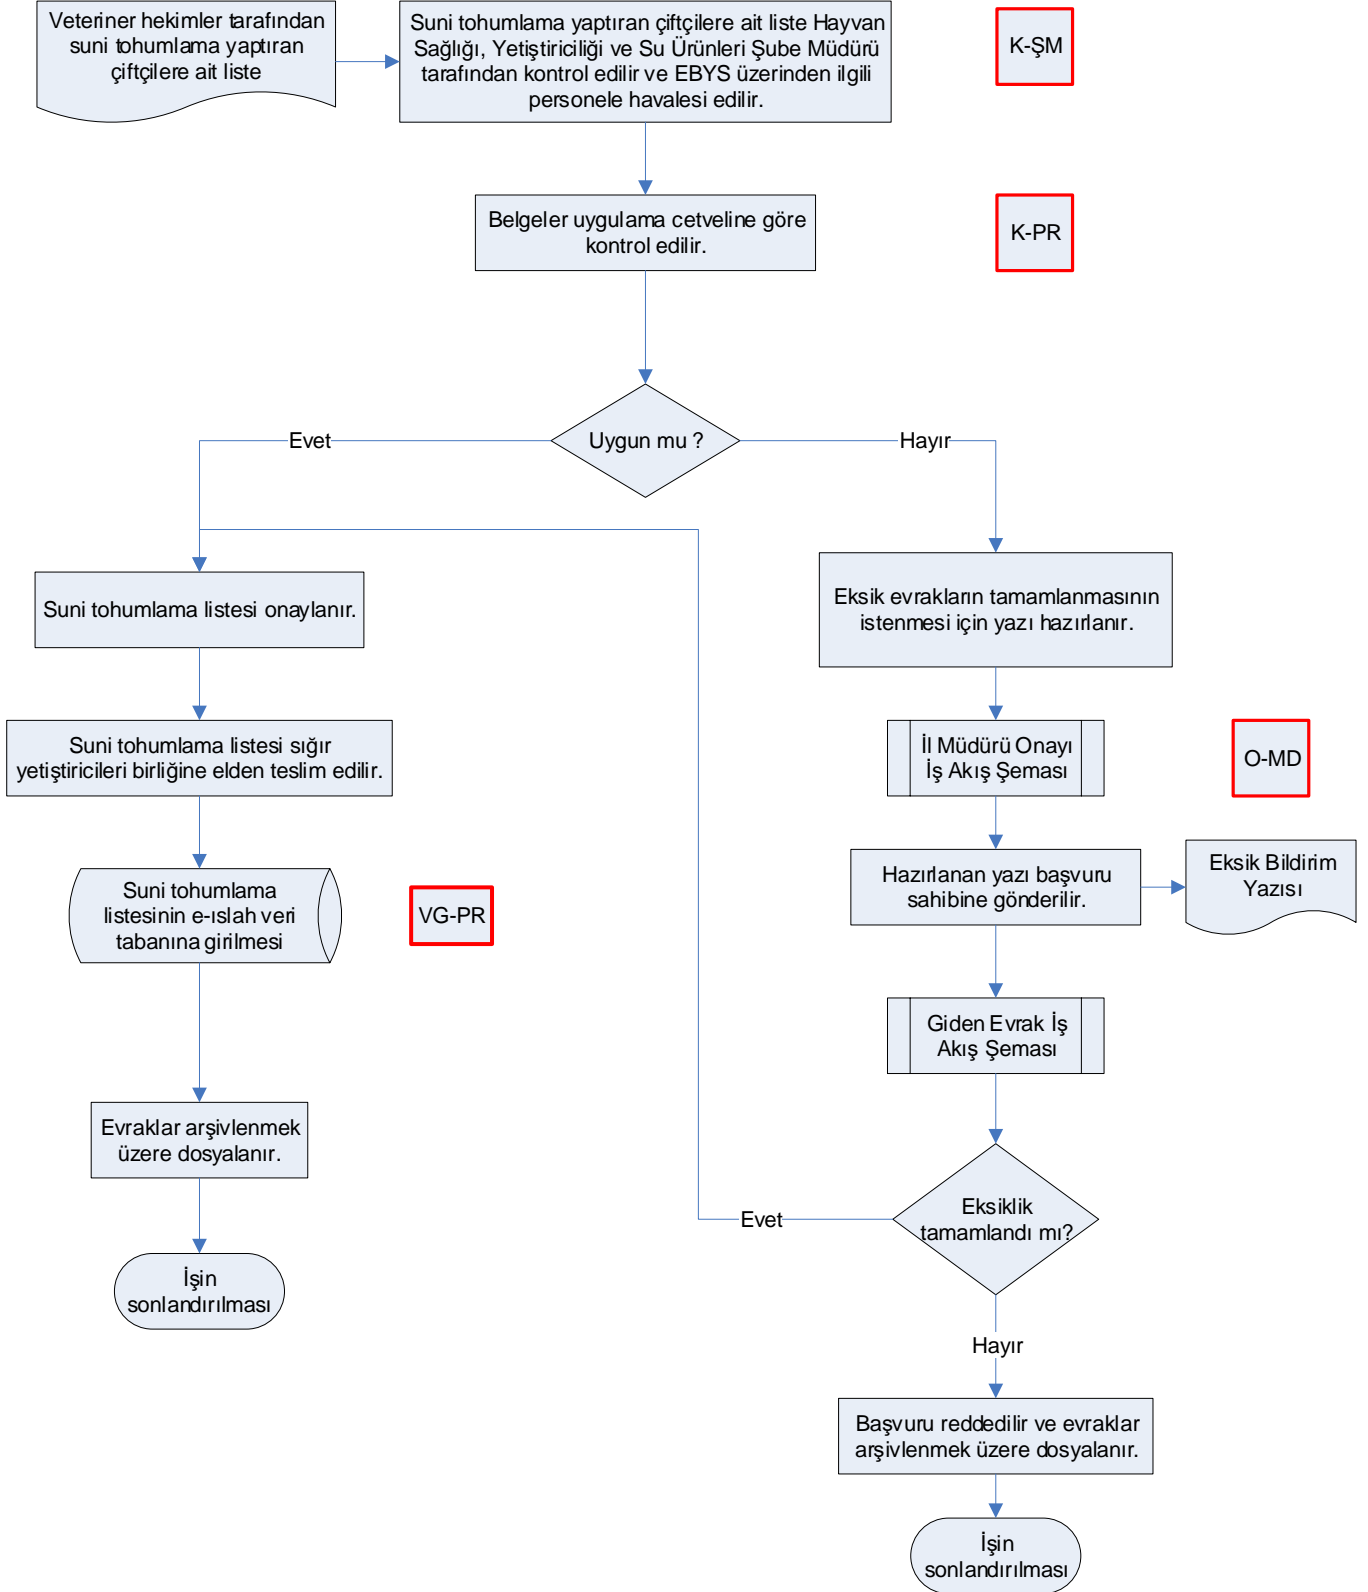 Veteriner hekimler tarafından
suni tohumlama yaptıran
çiftçilere ait liste
Suni tohumlama yaptıran çiftçilere ait liste Hayvan
Sağlığı, Yetiştiriciliği ve Su Ürünleri Şube Müdürü
tarafından kontrol edilir ve EBYS üzerinden ilgili
personele havalesi edilir.
K-ŞM
Belgeler uygulama cetveline göre
kontrol edilir.
K-PR
Uygun mu ?
Evet
Hayır
Suni tohumlama listesi onaylanır.
Eksik evrakların tamamlanmasının
istenmesi için yazı hazırlanır.
Suni tohumlama listesi sığır
yetiştiricileri birliğine elden teslim edilir.
İl Müdürü Onayı
İş Akış Şeması
O-MD
Suni tohumlama
listesinin e-ıslah veri
tabanına girilmesi
VG-PR
Hazırlanan yazı başvuru
sahibine gönderilir.
Eksik Bildirim
Yazısı
Giden Evrak İş
Akış Şeması
Evraklar arşivlenmek
üzere dosyalanır.
Eksiklik
tamamlandı mı?
Evet
İşin
sonlandırılması
Hayır
Başvuru reddedilir ve evraklar
arşivlenmek üzere dosyalanır.
İşin
sonlandırılması